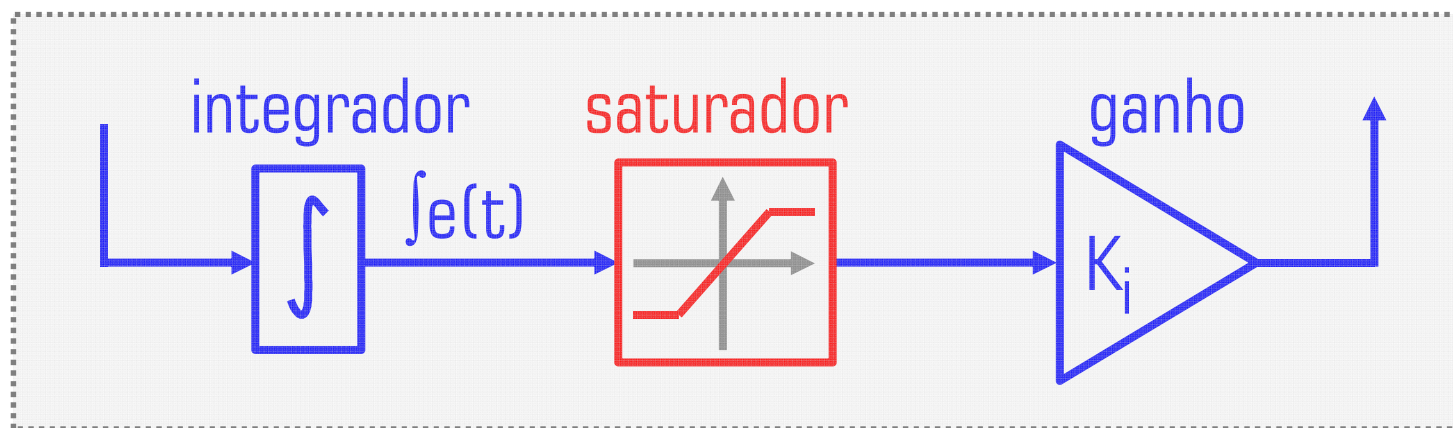 integrador
saturador
ganho
∫
∫e(t)
Ki